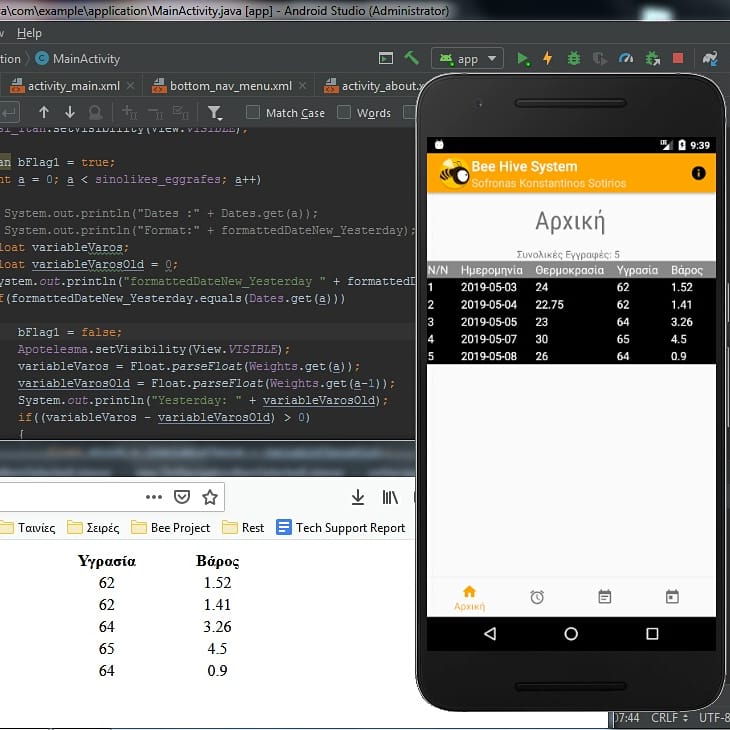 va\com\example\application\MainActivity.java [app] - Android Studio (Administrator)
Help
MainActivity
app
activity_main.xml
bottom_nav_menu.xml
activity_about.x
Match Case
Words
.setVisibility(View.VISIBLE);
an bFlag1 = true;
nt a = 0; a < sinolikes_eggrafes; a++)
System.out.println("Dates :" + Dates.get(a));
System.out.println("Format:" + formattedDateNew_Yesterday);
loat variableVaros;
loat variableVarosOld = 0;
ystem.out.println("formattedDateNew_Yesterday " + formattedD
f(formattedDateNew_Yesterday.equals(Dates.get(a)))
bFlag1 = false;
Apotelesma.setVisibility(View.VISIBLE);
variableVaros = Float.parseFloat(Weights.get(a));
variableVarosOld = Float.parseFloat(Weights.get(a-1));
System.out.println("Yesterday: " + variableVarosOld);
if((variableVaros - variableVarosOld) > 0)
{
Ταινίες
Σειρές
Bee Project
Rest
Tech Support Report
Υγρασία Βάρος
62 1.52
62 1.41
64 3.26
65 4.5
64 0.9
9:39
Bee Hive System
Sofronas Konstantinos Sotirios
Αρχική
Συνολικές Εγγραφές: 5
N/N Ημερομηνία Θερμοκρασία Υγρασία Βάρος
1 2019-05-03 24 62 1.52
2 2019-05-04 22.75 62 1.41
3 2019-05-05 23 64 3.26
4 2019-05-07 30 65 4.5
5 2019-05-08 26 64 0.9
Αρχική
07:44 CRLF UTF-8